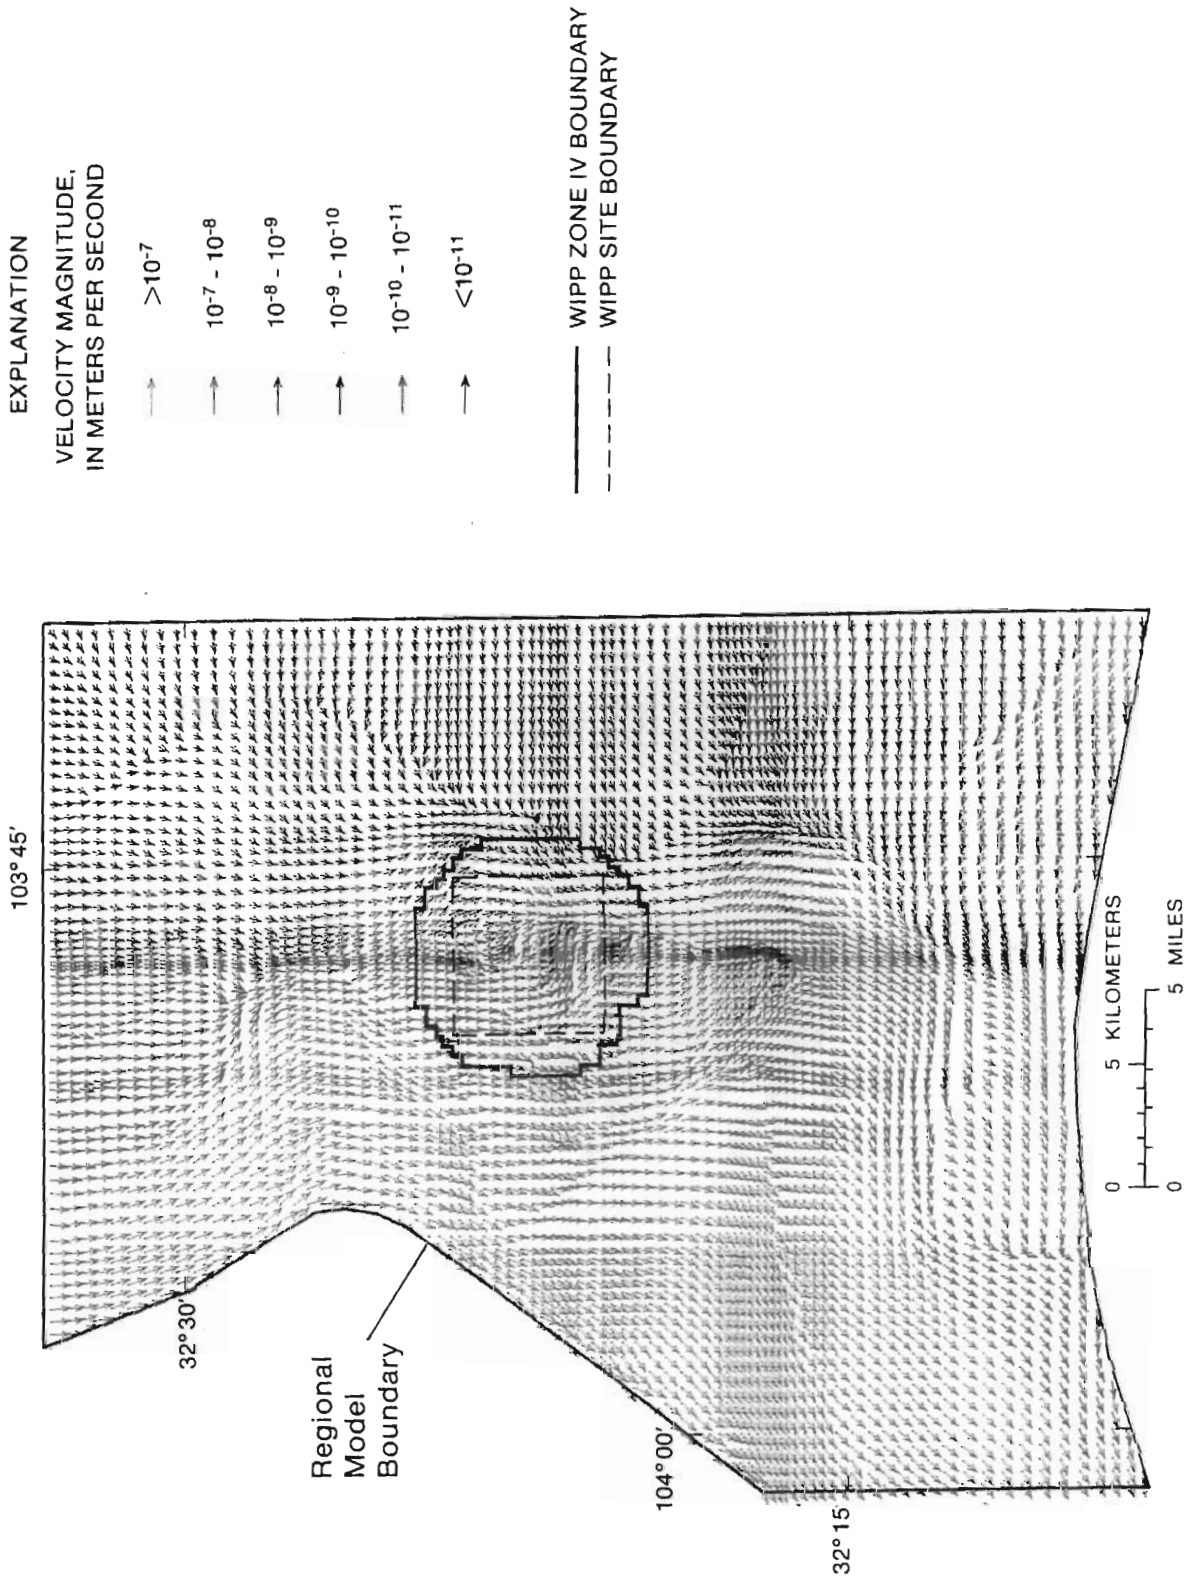 EXPLANATION
VELOCITY MAGNITUDE,
IN METERS PER SECOND
>10⁻⁷
10⁻⁷ - 10⁻⁸
10⁻⁸ - 10⁻⁹
10⁻⁹ - 10⁻¹⁰
10⁻¹⁰ - 10⁻¹¹
<10⁻¹¹
WIPP ZONE IV BOUNDARY
WIPP SITE BOUNDARY
103° 45′
32° 30′
Regional
Model
Boundary
104° 00′
32° 15′
0 5 KILOMETERS
0 5 MILES